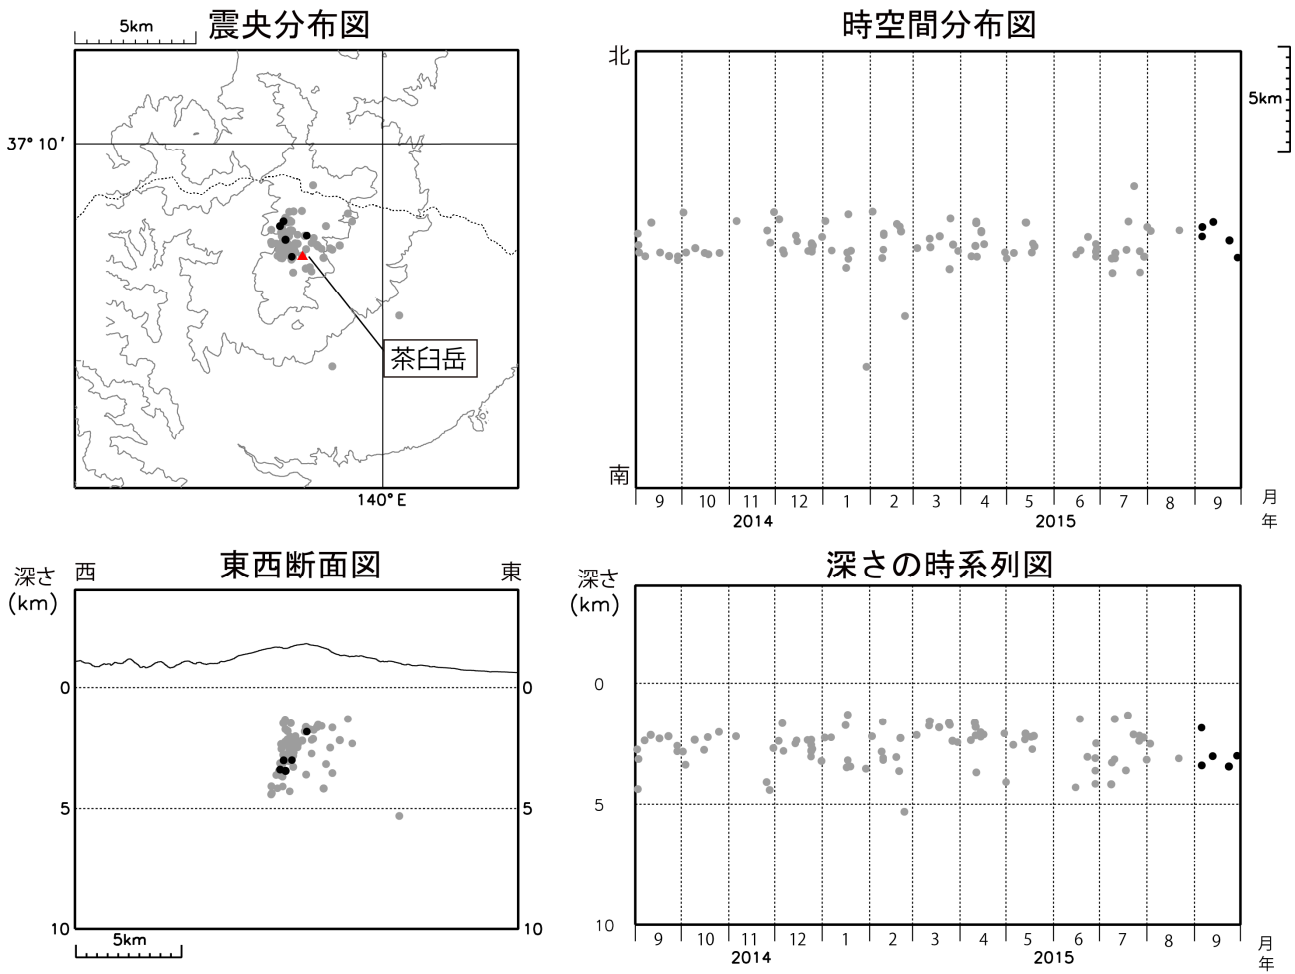 震央分布図
5km
37° 10'
茶臼岳
140° E
時空間分布図
北
南
5km
9 10 11 12 1 2 3 4 5 6 7 8 9 月
2014 2015 年
東西断面図
深さ
(km)
西 東
0 0
5 5
10 10
5km
深さの時系列図
深さ
(km)
0
5
10
9 10 11 12 1 2 3 4 5 6 7 8 9 月
2014 2015 年